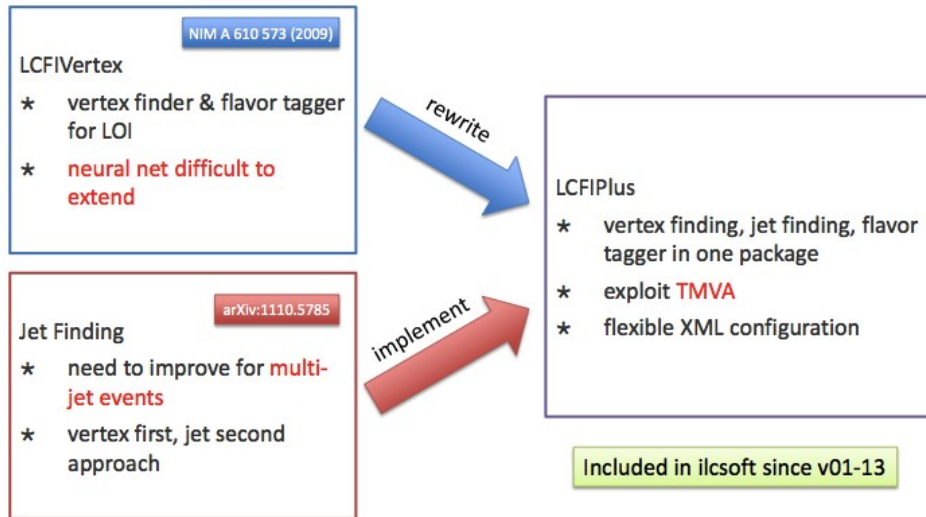 NIM A 610 573 (2009)
LCFIVertex
* vertex finder & flavor tagger
for LOI
* neural net difficult to
extend
rewrite
arXiv:1110.5785
Jet Finding
* need to improve for multi-
jet events
* vertex first, jet second
approach
implement
LCFIPlus
* vertex finding, jet finding, flavor
tagger in one package
* exploit TMVA
* flexible XML configuration
Included in ilcsoft since v01-13